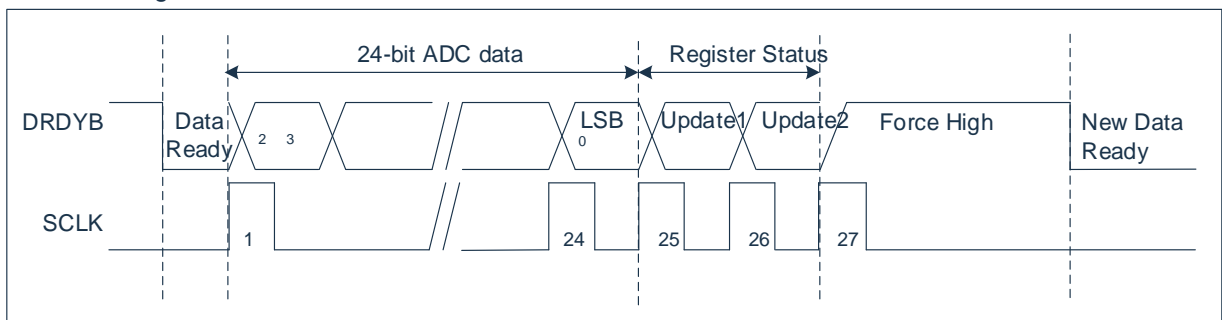 24-bit ADC data
Register Status
DRDYB
Data
Ready
2 3
LSB
0
Update1
Update2
Force High
New Data
Ready
SCLK
1
24
25
26
27